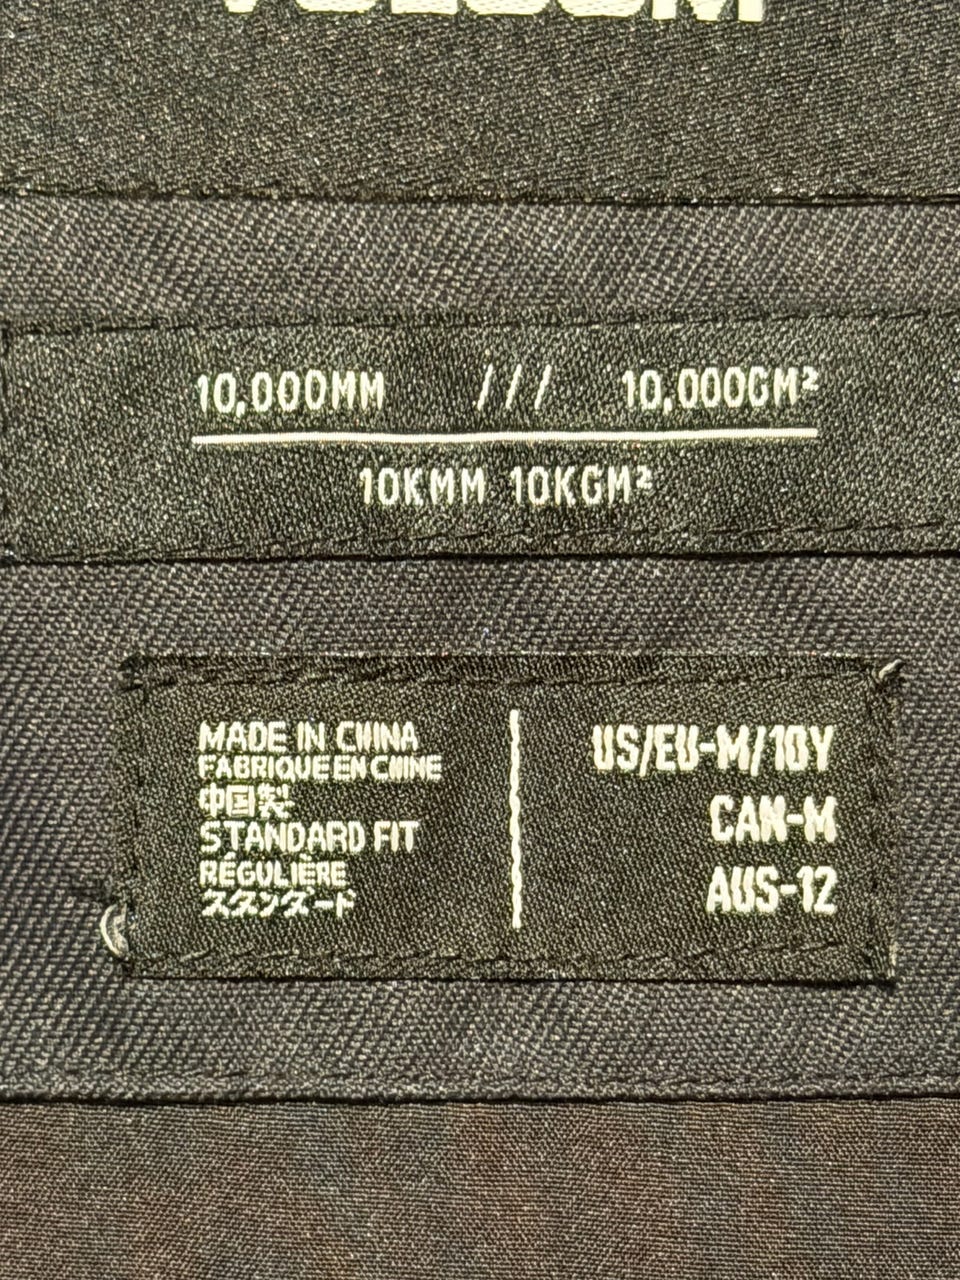 VOLCOM
10,000MM /// 10,000GM²
10KMM 10KGM²
MADE IN CHINA
FABRIQUE EN CHINE
中国製
STANDARD FIT
RÉGULIÈRE
スタンダード
US/EU-M/10Y
CAN-M
AUS-12